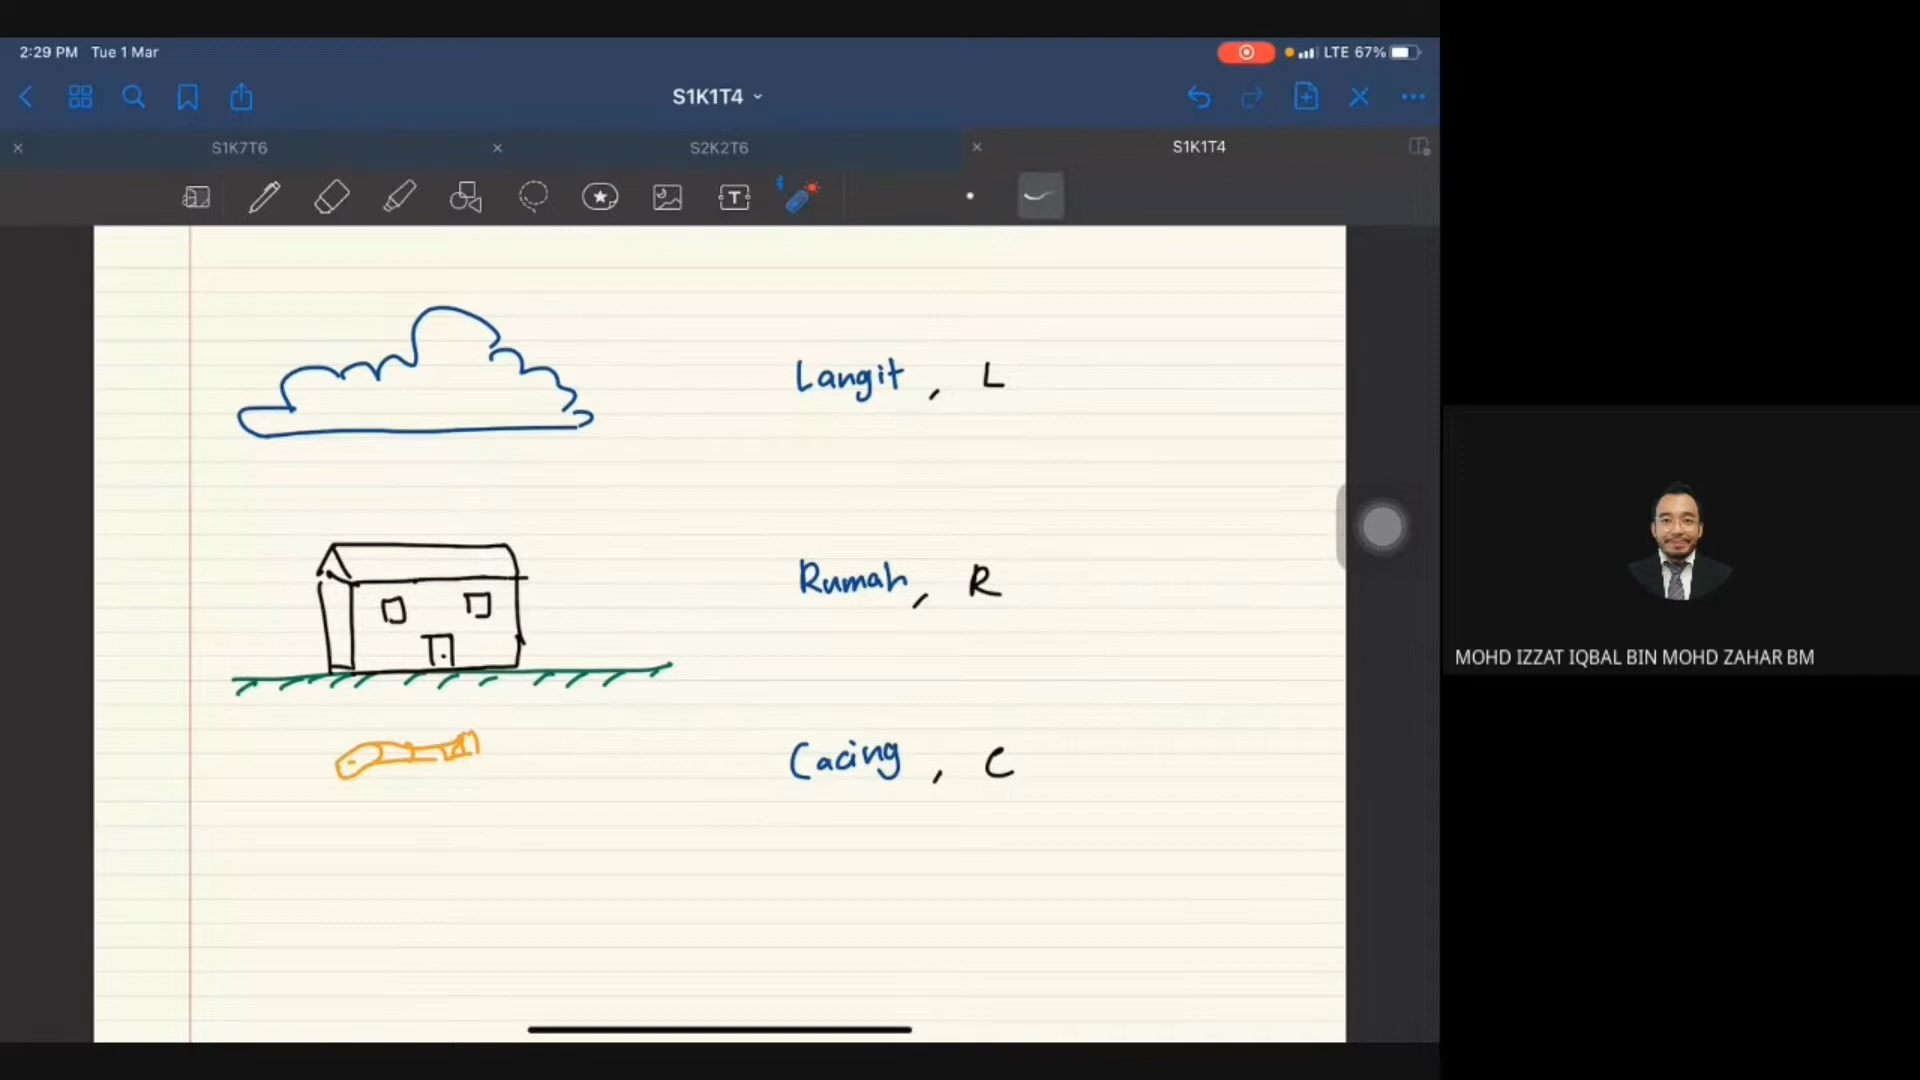 2:29 PM Tue 1 Mar
LTE 67%
S1K1T4
S1K7T6
S2K2T6
S1K1T4
T
Langit, L
Rumah, R
Cacing, C
MOHD IZZAT IQBAL BIN MOHD ZAHAR BM